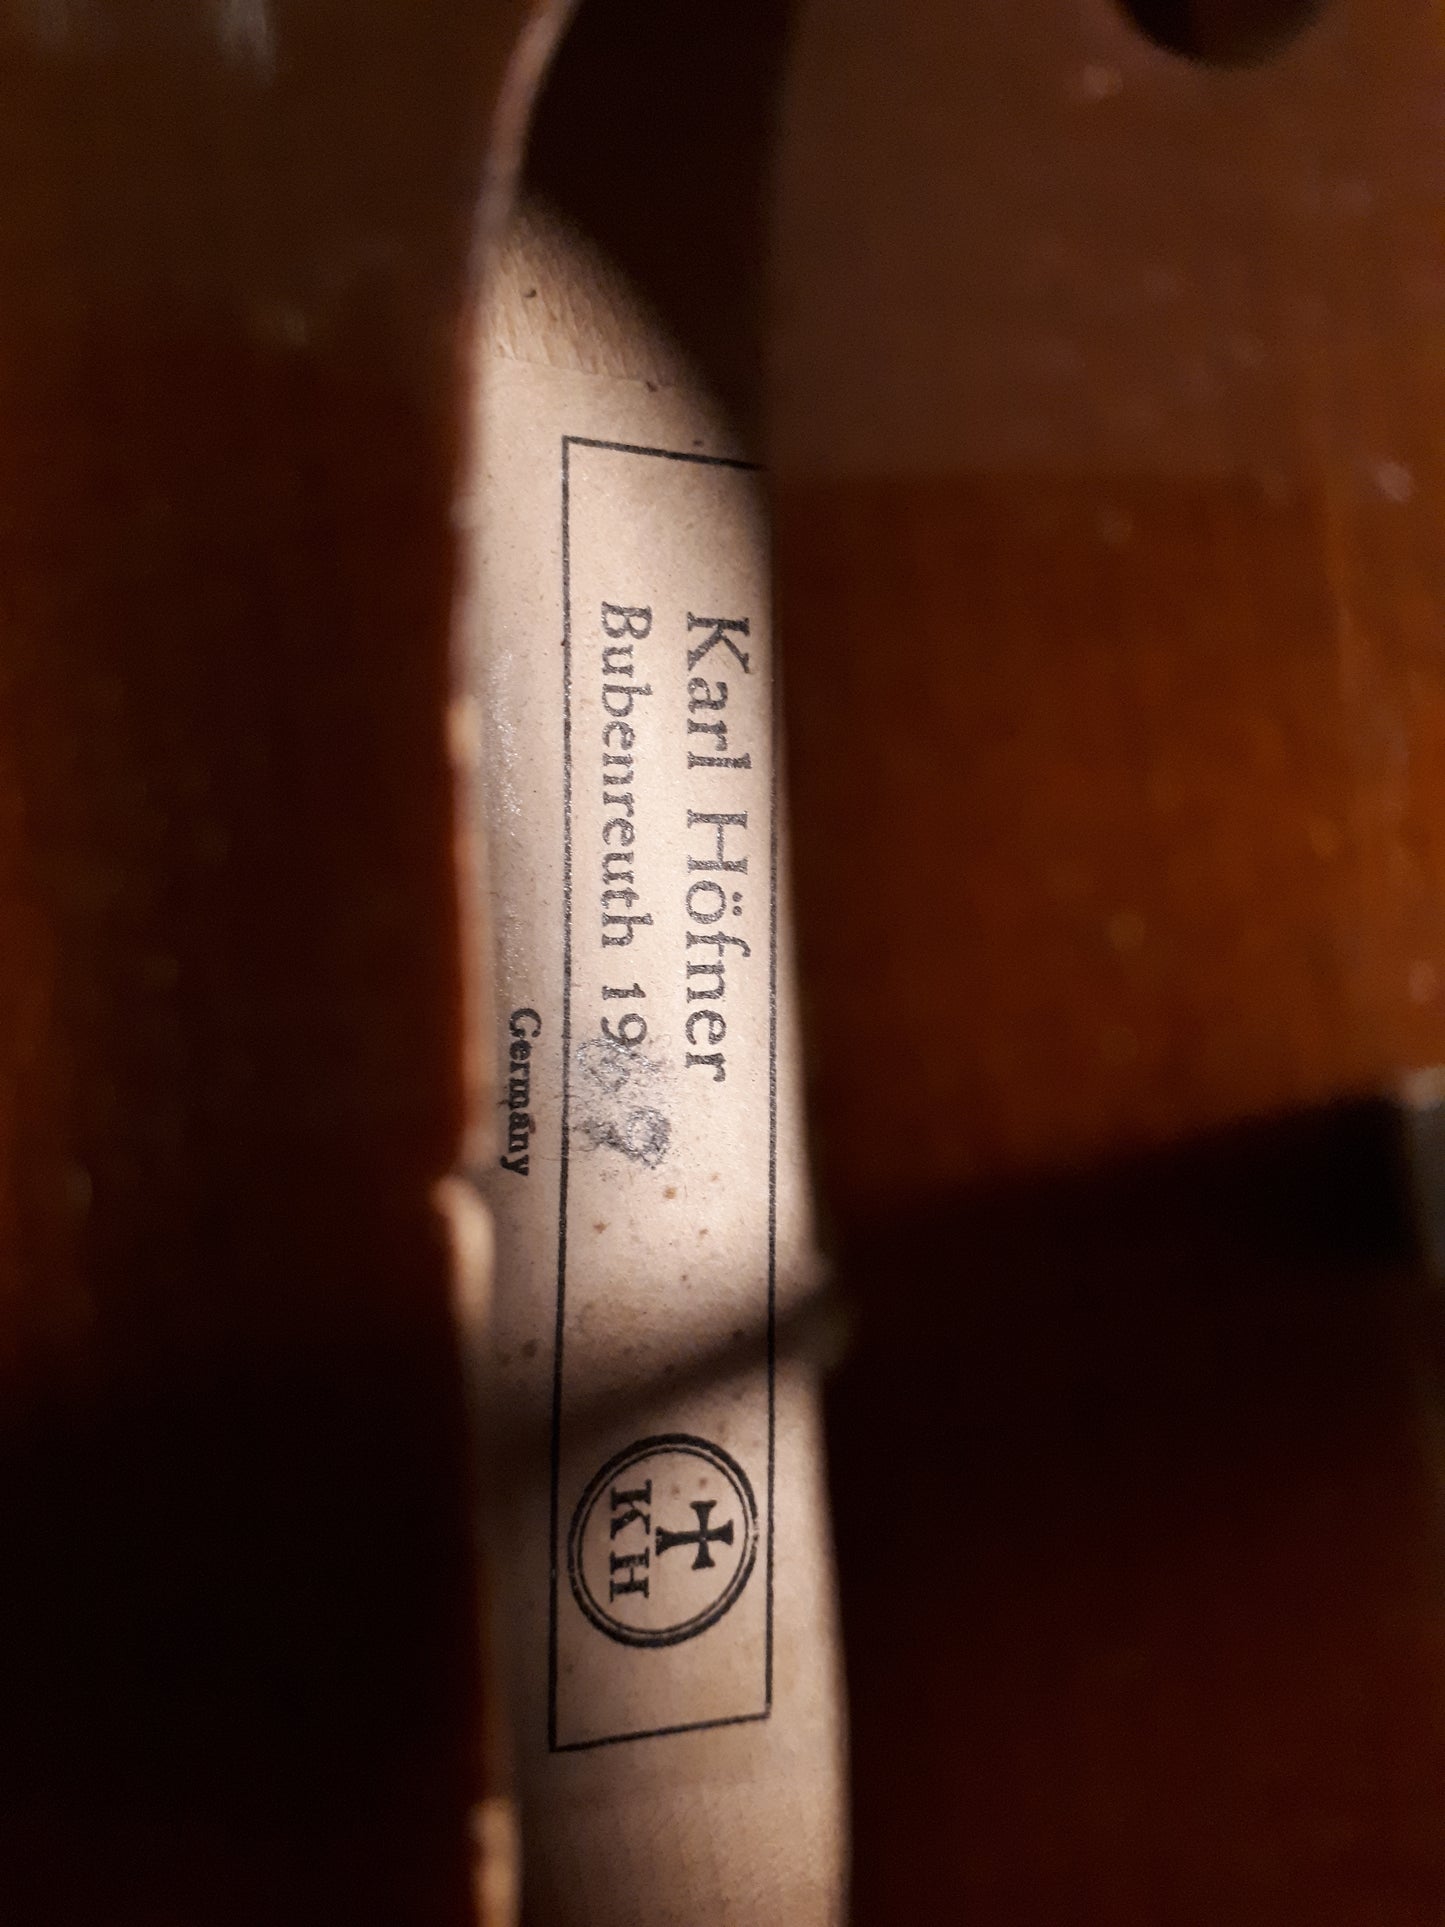 Karl Höfner
Bubenreuth 19
Germany
KH